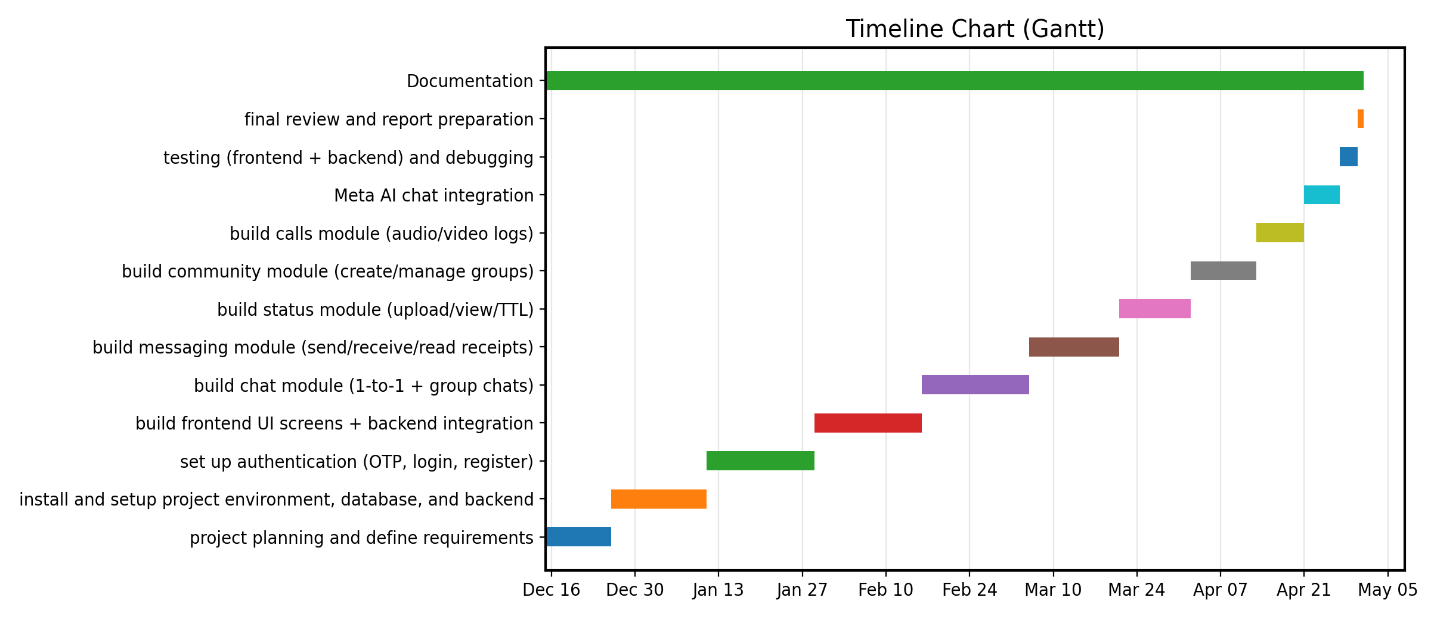 Timeline Chart (Gantt)
Documentation
final review and report preparation
testing (frontend + backend) and debugging
Meta AI chat integration
build calls module (audio/video logs)
build community module (create/manage groups)
build status module (upload/view/TTL)
build messaging module (send/receive/read receipts)
build chat module (1-to-1 + group chats)
build frontend UI screens + backend integration
set up authentication (OTP, login, register)
install and setup project environment, database, and backend
project planning and define requirements
Dec 16 Dec 30 Jan 13 Jan 27 Feb 10 Feb 24 Mar 10 Mar 24 Apr 07 Apr 21 May 05